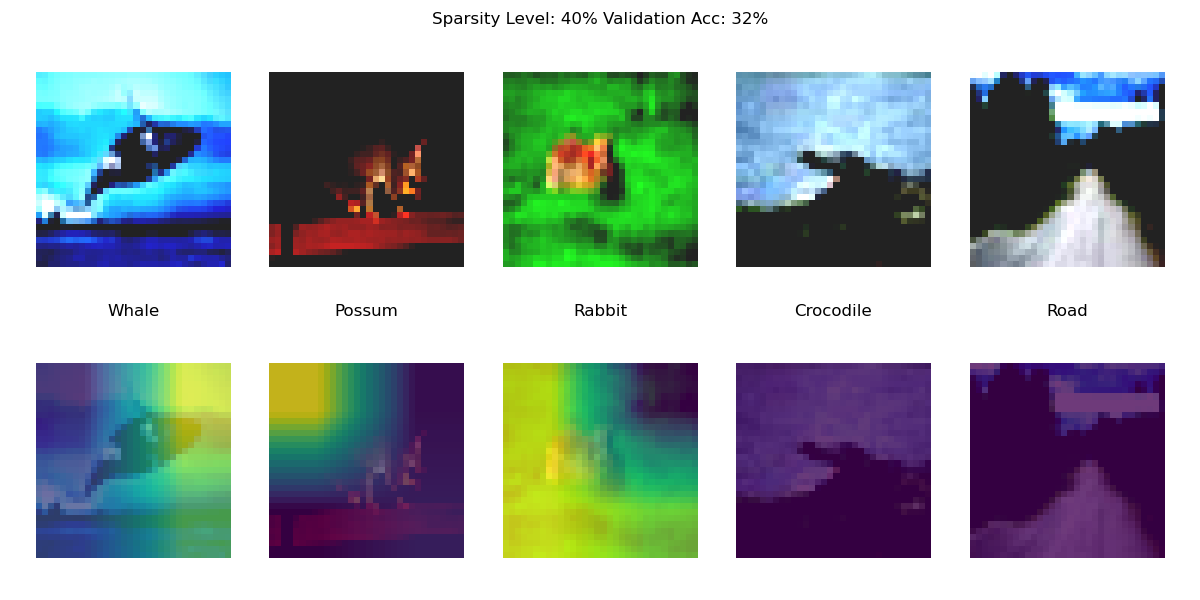 Sparsity Level: 40% Validation Acc: 32%
Whale Possum Rabbit Crocodile Road